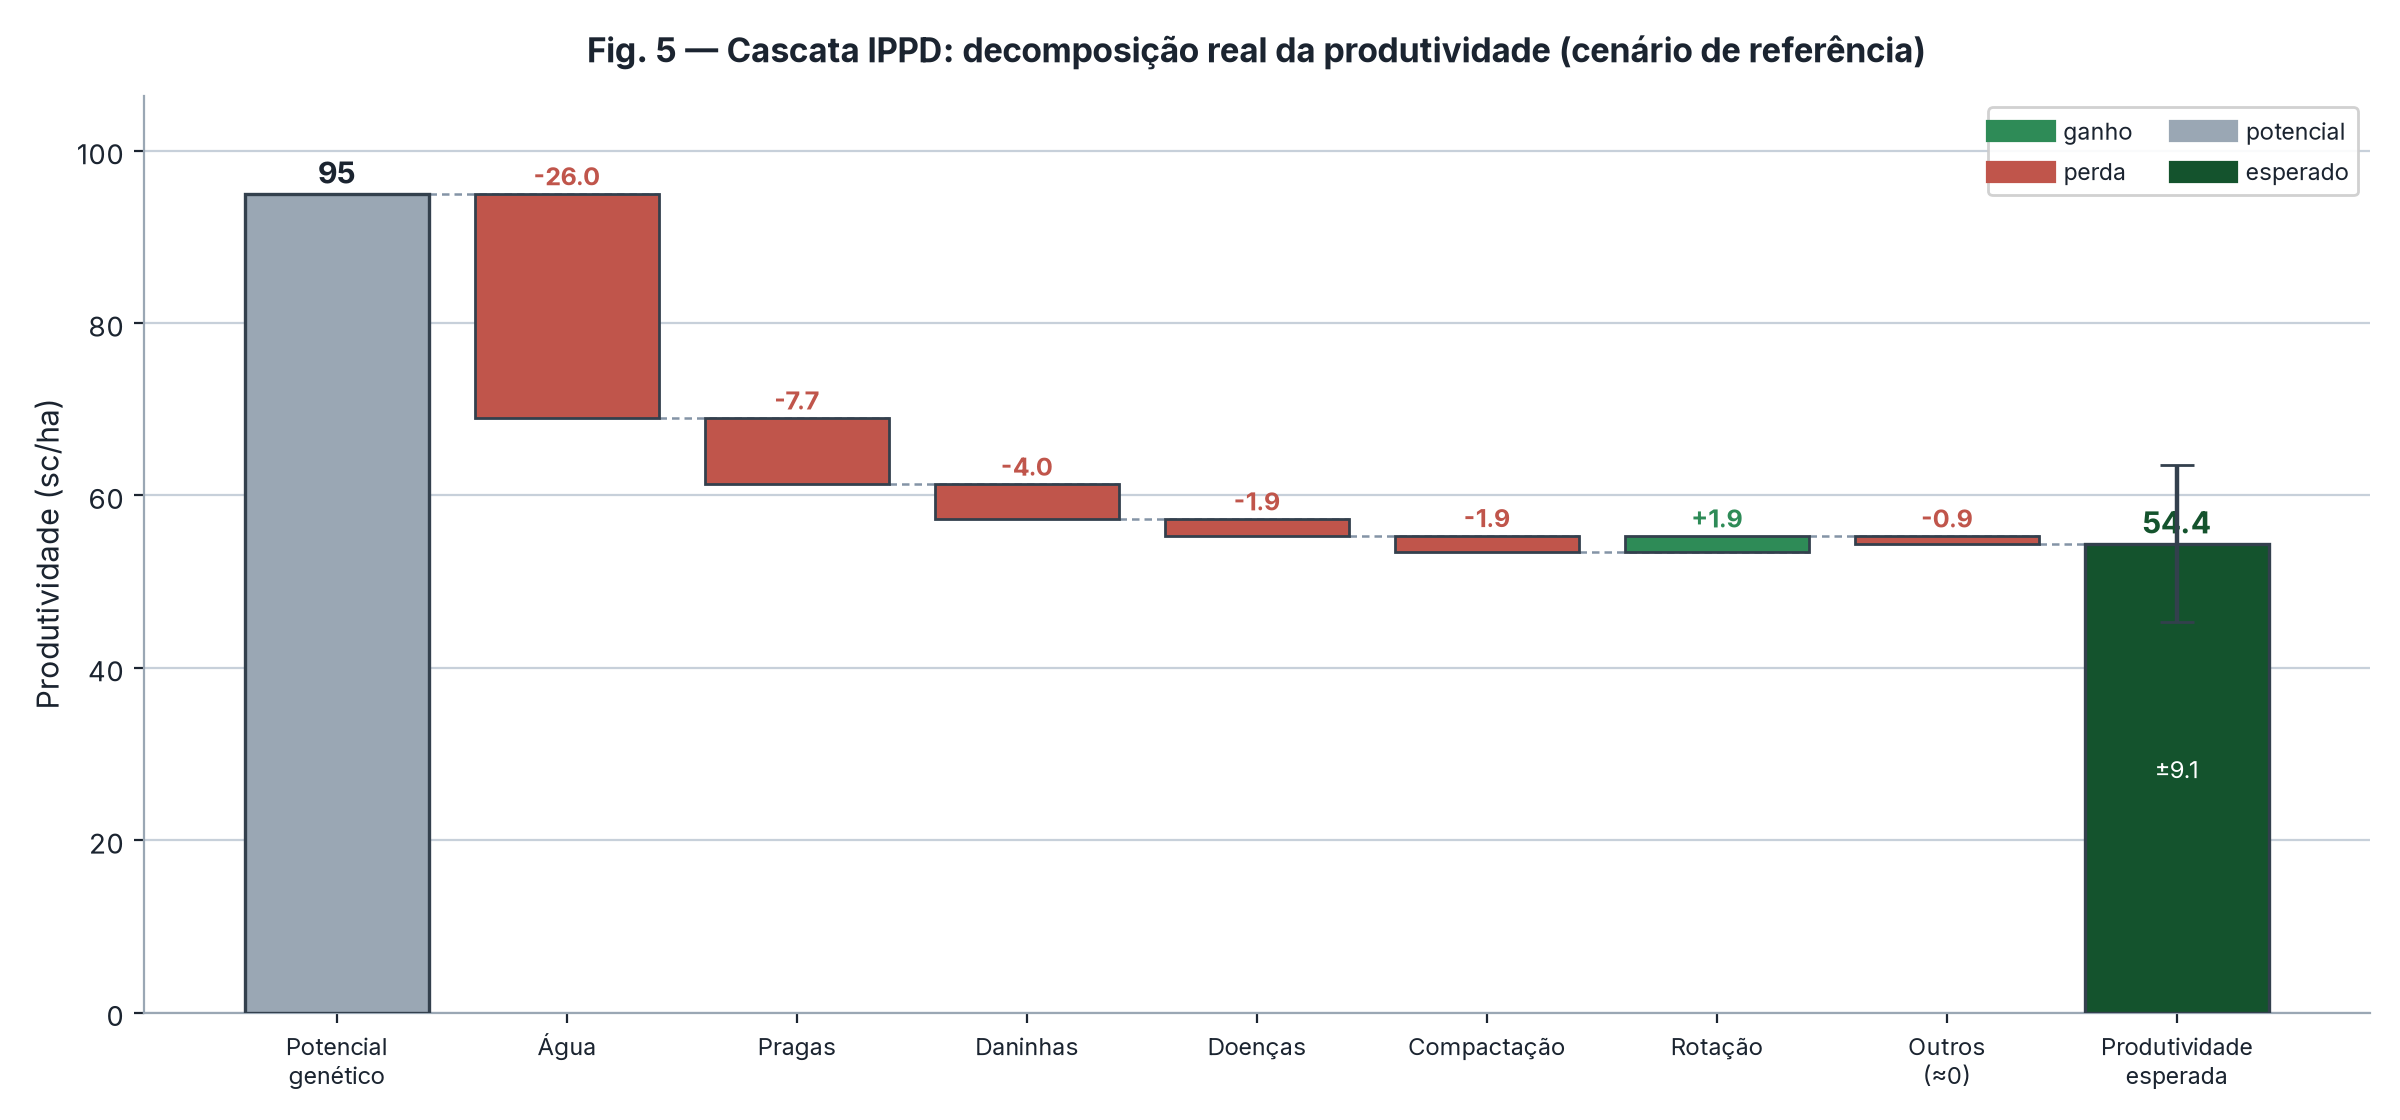 Fig. 5 — Cascata IPPD: decomposição real da produtividade (cenário de referência)
ganho
potencial
perda
esperado
Produtividade (sc/ha)
100
80
60
40
20
0
95
-26.0
-7.7
-4.0
-1.9
-1.9
+1.9
-0.9
54.4
±9.1
Potencial
genético
Água
Pragas
Daninhas
Doenças
Compactação
Rotação
Outros
(≈0)
Produtividade
esperada